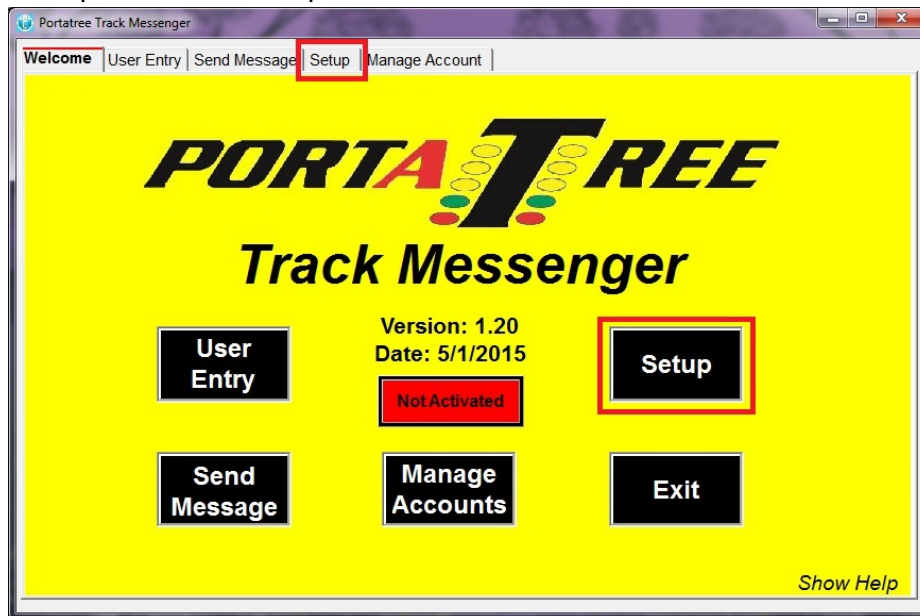 Portatree Track Messenger
Welcome User Entry Send Message Setup Manage Account
PORTATREE
Track Messenger
Version: 1.20
Date: 5/1/2015
User
Entry
Not Activated
Setup
Send
Message
Manage
Accounts
Exit
Show Help